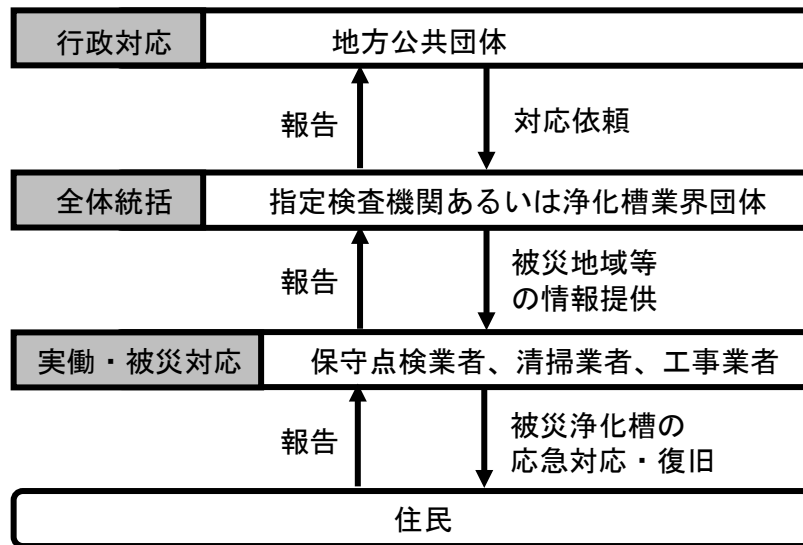 行政対応 地方公共団体
報告 対応依頼
全体統括 指定検査機関あるいは浄化槽業界団体
報告
被災地域等
の情報提供
実働・被災対応 保守点検業者、清掃業者、工事業者
報告
被災浄化槽の
応急対応・復旧
住民